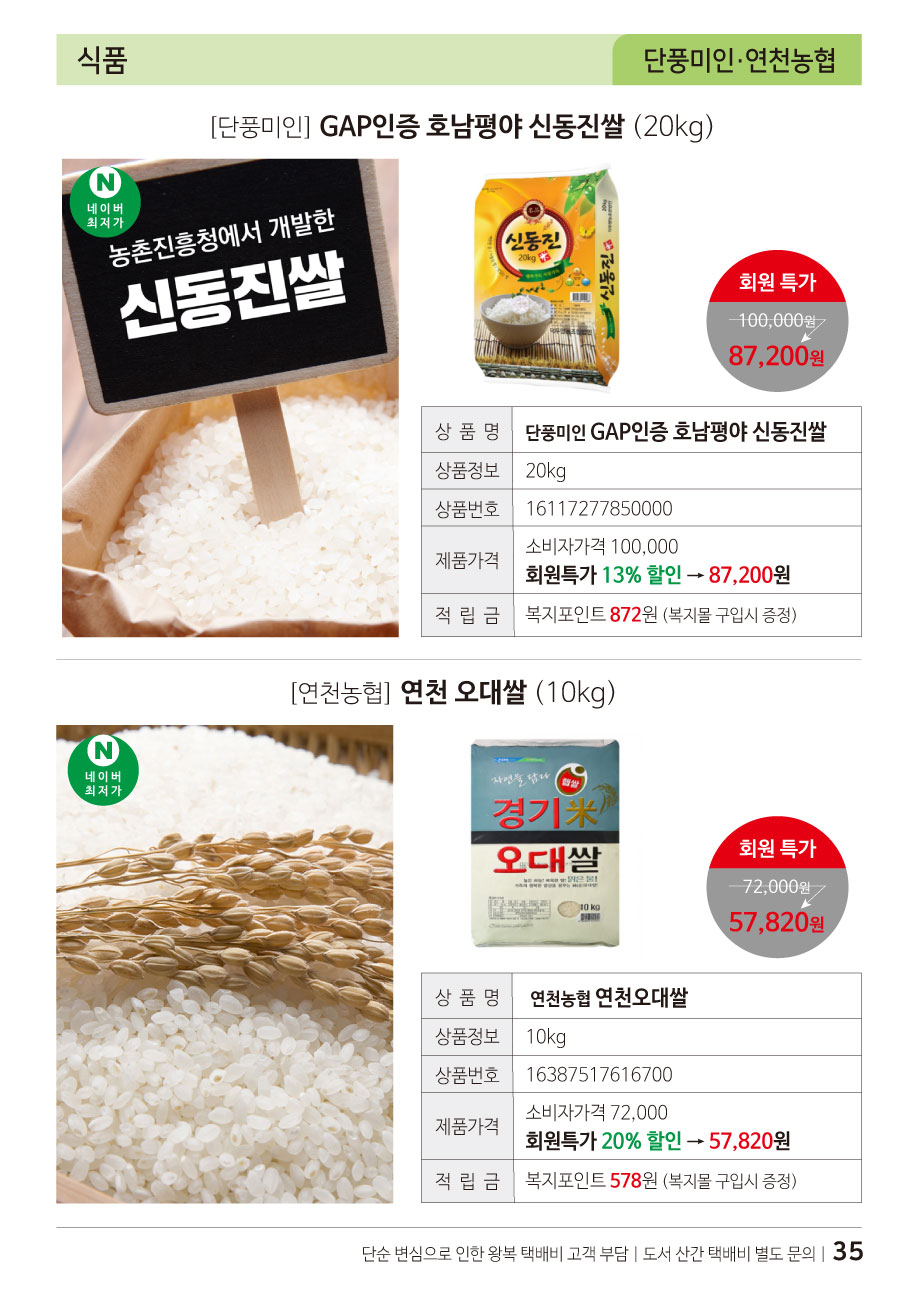 식품
단풍미인·연천농협
[단풍미인] GAP인증 호남평야 신동진쌀 (20kg)
N
네이버
최저가
농촌진흥청에서 개발한
신동진쌀
신동진
20kg 米
신동진
회원 특가
100,000원
87,200원
상 품 명 단풍미인 GAP인증 호남평야 신동진쌀
상품정보 20kg
상품번호 16117277850000
제품가격 소비자가격 100,000
회원특가 13% 할인 → 87,200원
적 립 금 복지포인트 872원 (복지몰 구입시 증정)
[연천농협] 연천 오대쌀 (10kg)
N
네이버
최저가
자연을 담다
햅쌀
경기米
오대쌀
10 kg
회원 특가
72,000원
57,820원
상 품 명 연천농협 연천오대쌀
상품정보 10kg
상품번호 16387517616700
제품가격 소비자가격 72,000
회원특가 20% 할인 → 57,820원
적 립 금 복지포인트 578원 (복지몰 구입시 증정)
단순 변심으로 인한 왕복 택배비 고객 부담 | 도서 산간 택배비 별도 문의 | 35